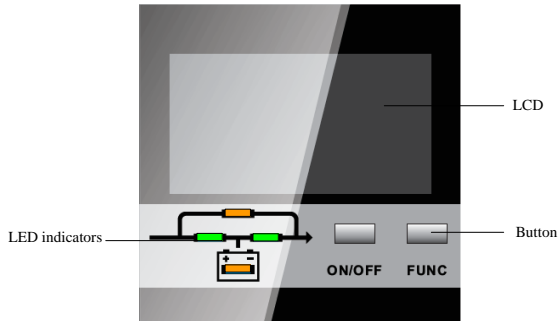 LCD
LED indicators
Button
+ −
ON/OFF FUNC